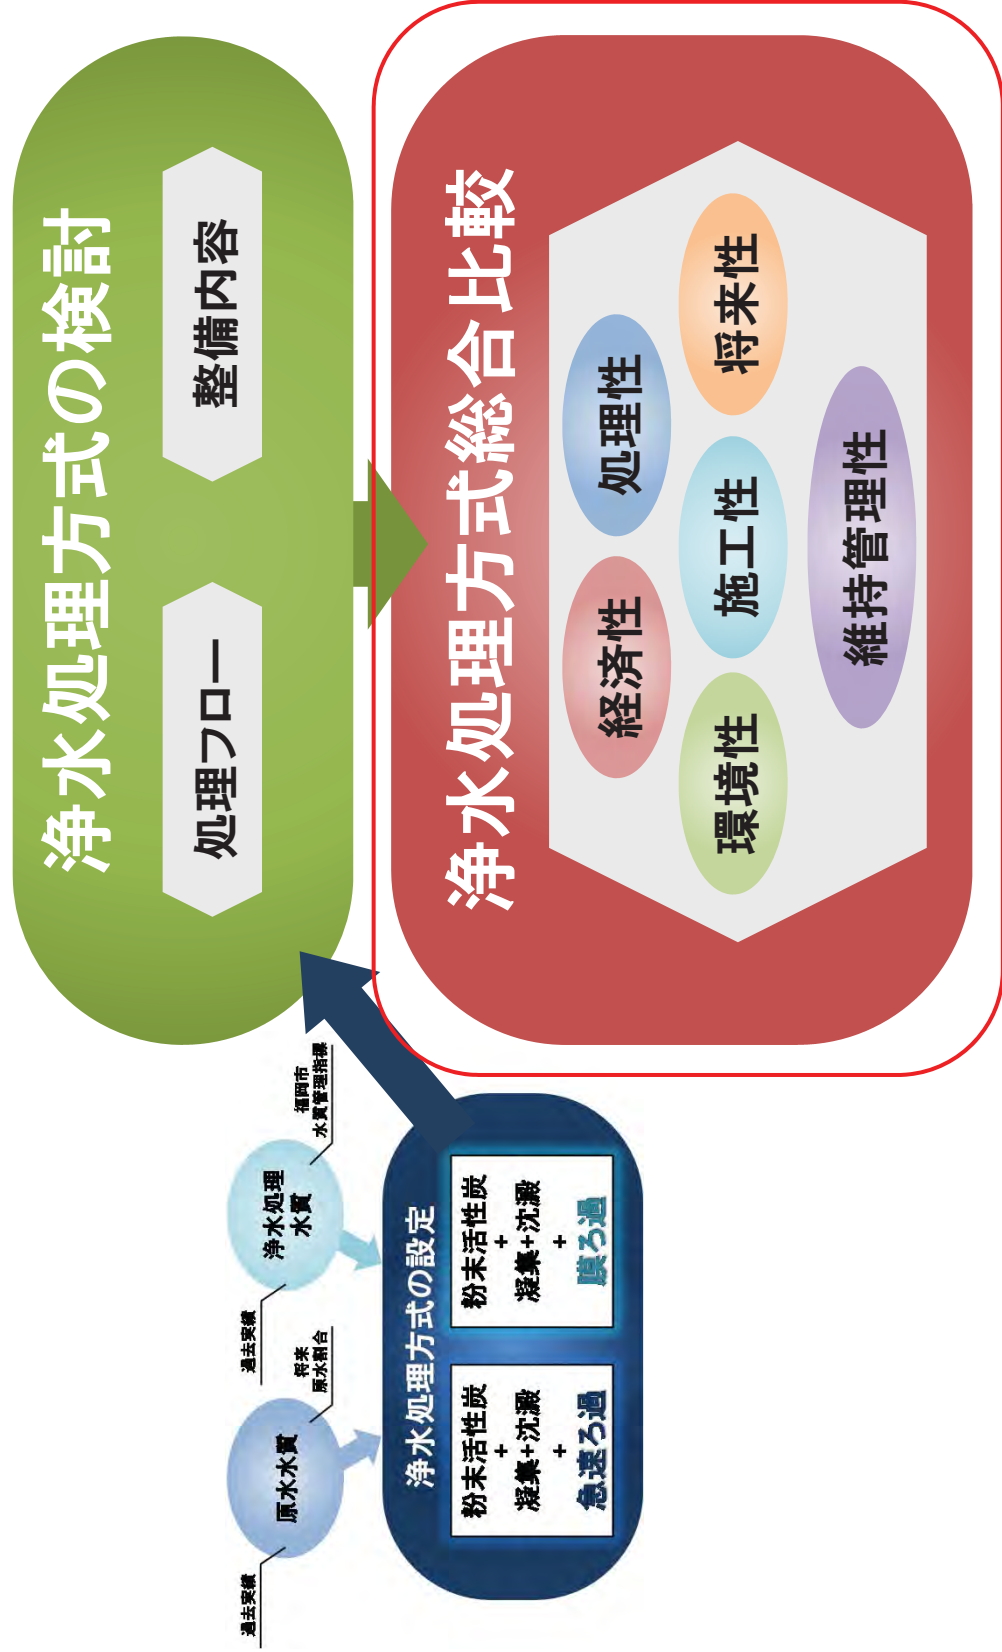 過去実績
原水水質
将来
原水割合
過去実績
浄水処理
水質
福岡市
水質管理指標
浄水処理方式の設定
粉末活性炭
+
凝集+沈澱
+
急速ろ過
粉末活性炭
+
凝集+沈澱
+
膜ろ過
浄水処理方式の検討
処理フロー
整備内容
浄水処理方式総合比較
経済性
処理性
環境性
施工性
将来性
維持管理性